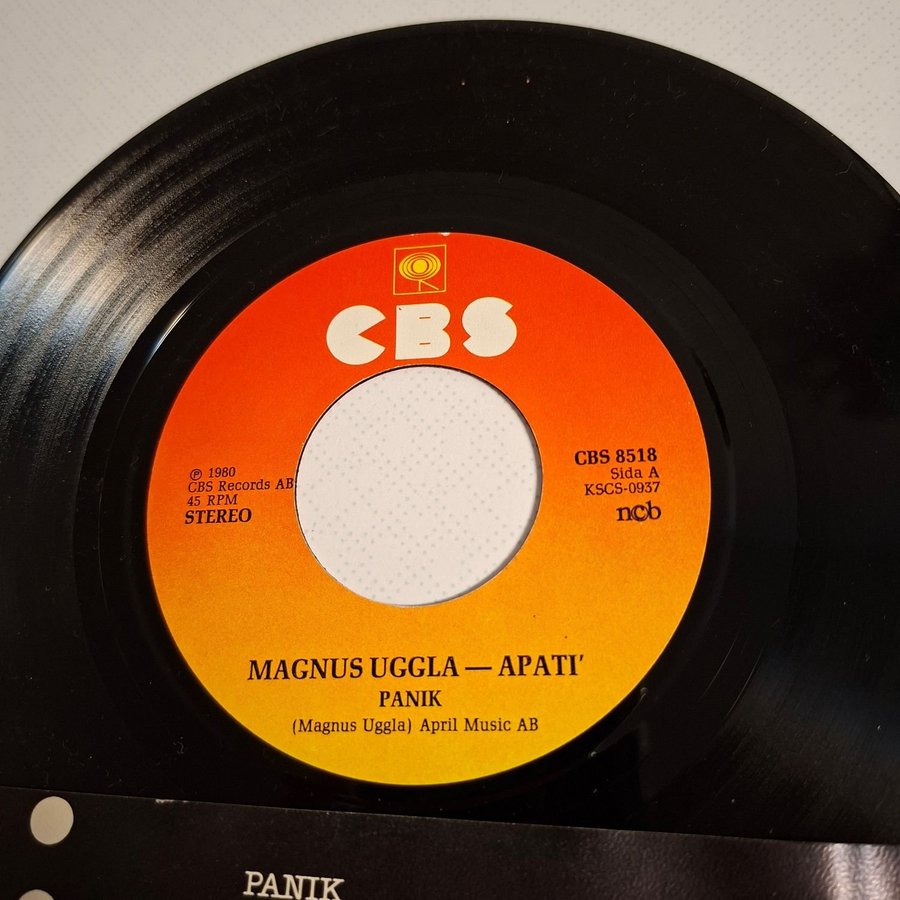 CBS
℗ 1980
CBS Records AB
45 RPM
STEREO
CBS 8518
Sida A
KSCS-0937
ncb
MAGNUS UGGLA — APATI'
PANIK
(Magnus Uggla) April Music AB
PANIK